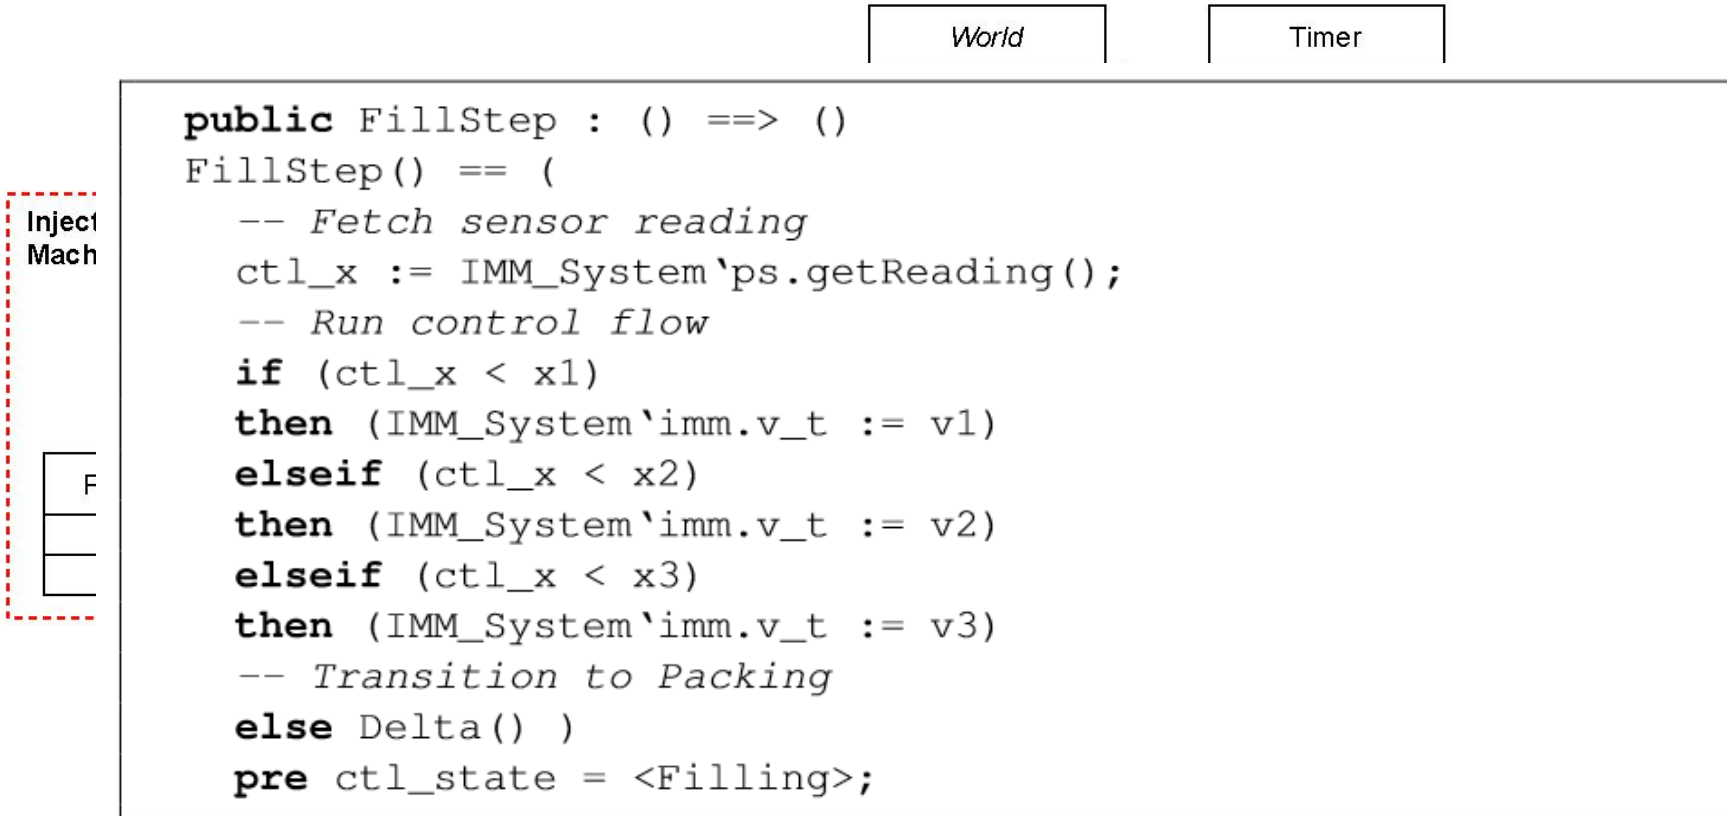 World
Timer
public FillStep : () ==> ()
FillStep() == (
-- Fetch sensor reading
ctl_x := IMM_System`ps.getReading();
-- Run control flow
if (ctl_x < x1)
then (IMM_System`imm.v_t := v1)
elseif (ctl_x < x2)
then (IMM_System`imm.v_t := v2)
elseif (ctl_x < x3)
then (IMM_System`imm.v_t := v3)
-- Transition to Packing
else Delta() )
pre ctl_state = <Filling>;
Inject
Mach